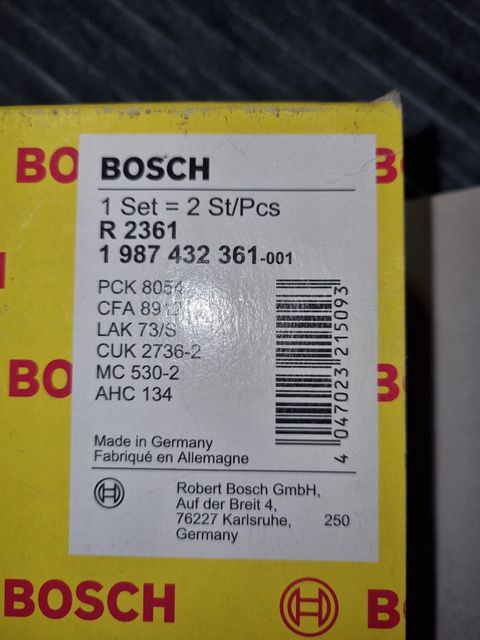 BO
BOSCH
B
1 Set = 2 St/Pcs
R 2361
1 987 432 361-001
PCK 8054
LAK 73/S
CUK 2736-2
MC 530-2
AHC 134
4 047023 215093
BO
B
Made in Germany
Fabriqué en Allemagne
Robert Bosch GmbH,
Auf der Breit 4,
76227 Karlsruhe,
Germany
250
BOSCH
B